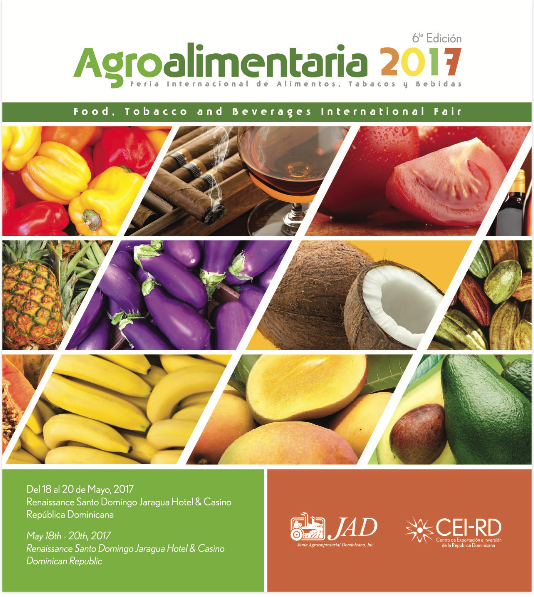 6ta Edición
Agroalimentaria 2017
Feria Internacional de Alimentos, Tabacos y Bebidas
Food, Tobacco and Beverages International Fair
Del 18 al 20 de Mayo, 2017
Renaissance Santo Domingo Jaragua Hotel & Casino
República Dominicana
May 18th - 20th, 2017
Renaissance Santo Domingo Jaragua Hotel & Casino
Dominican Republic
JAD
Junta Agroempresarial Dominicana, Inc.
CEI-RD
Centro de Exportación e Inversión
de la República Dominicana